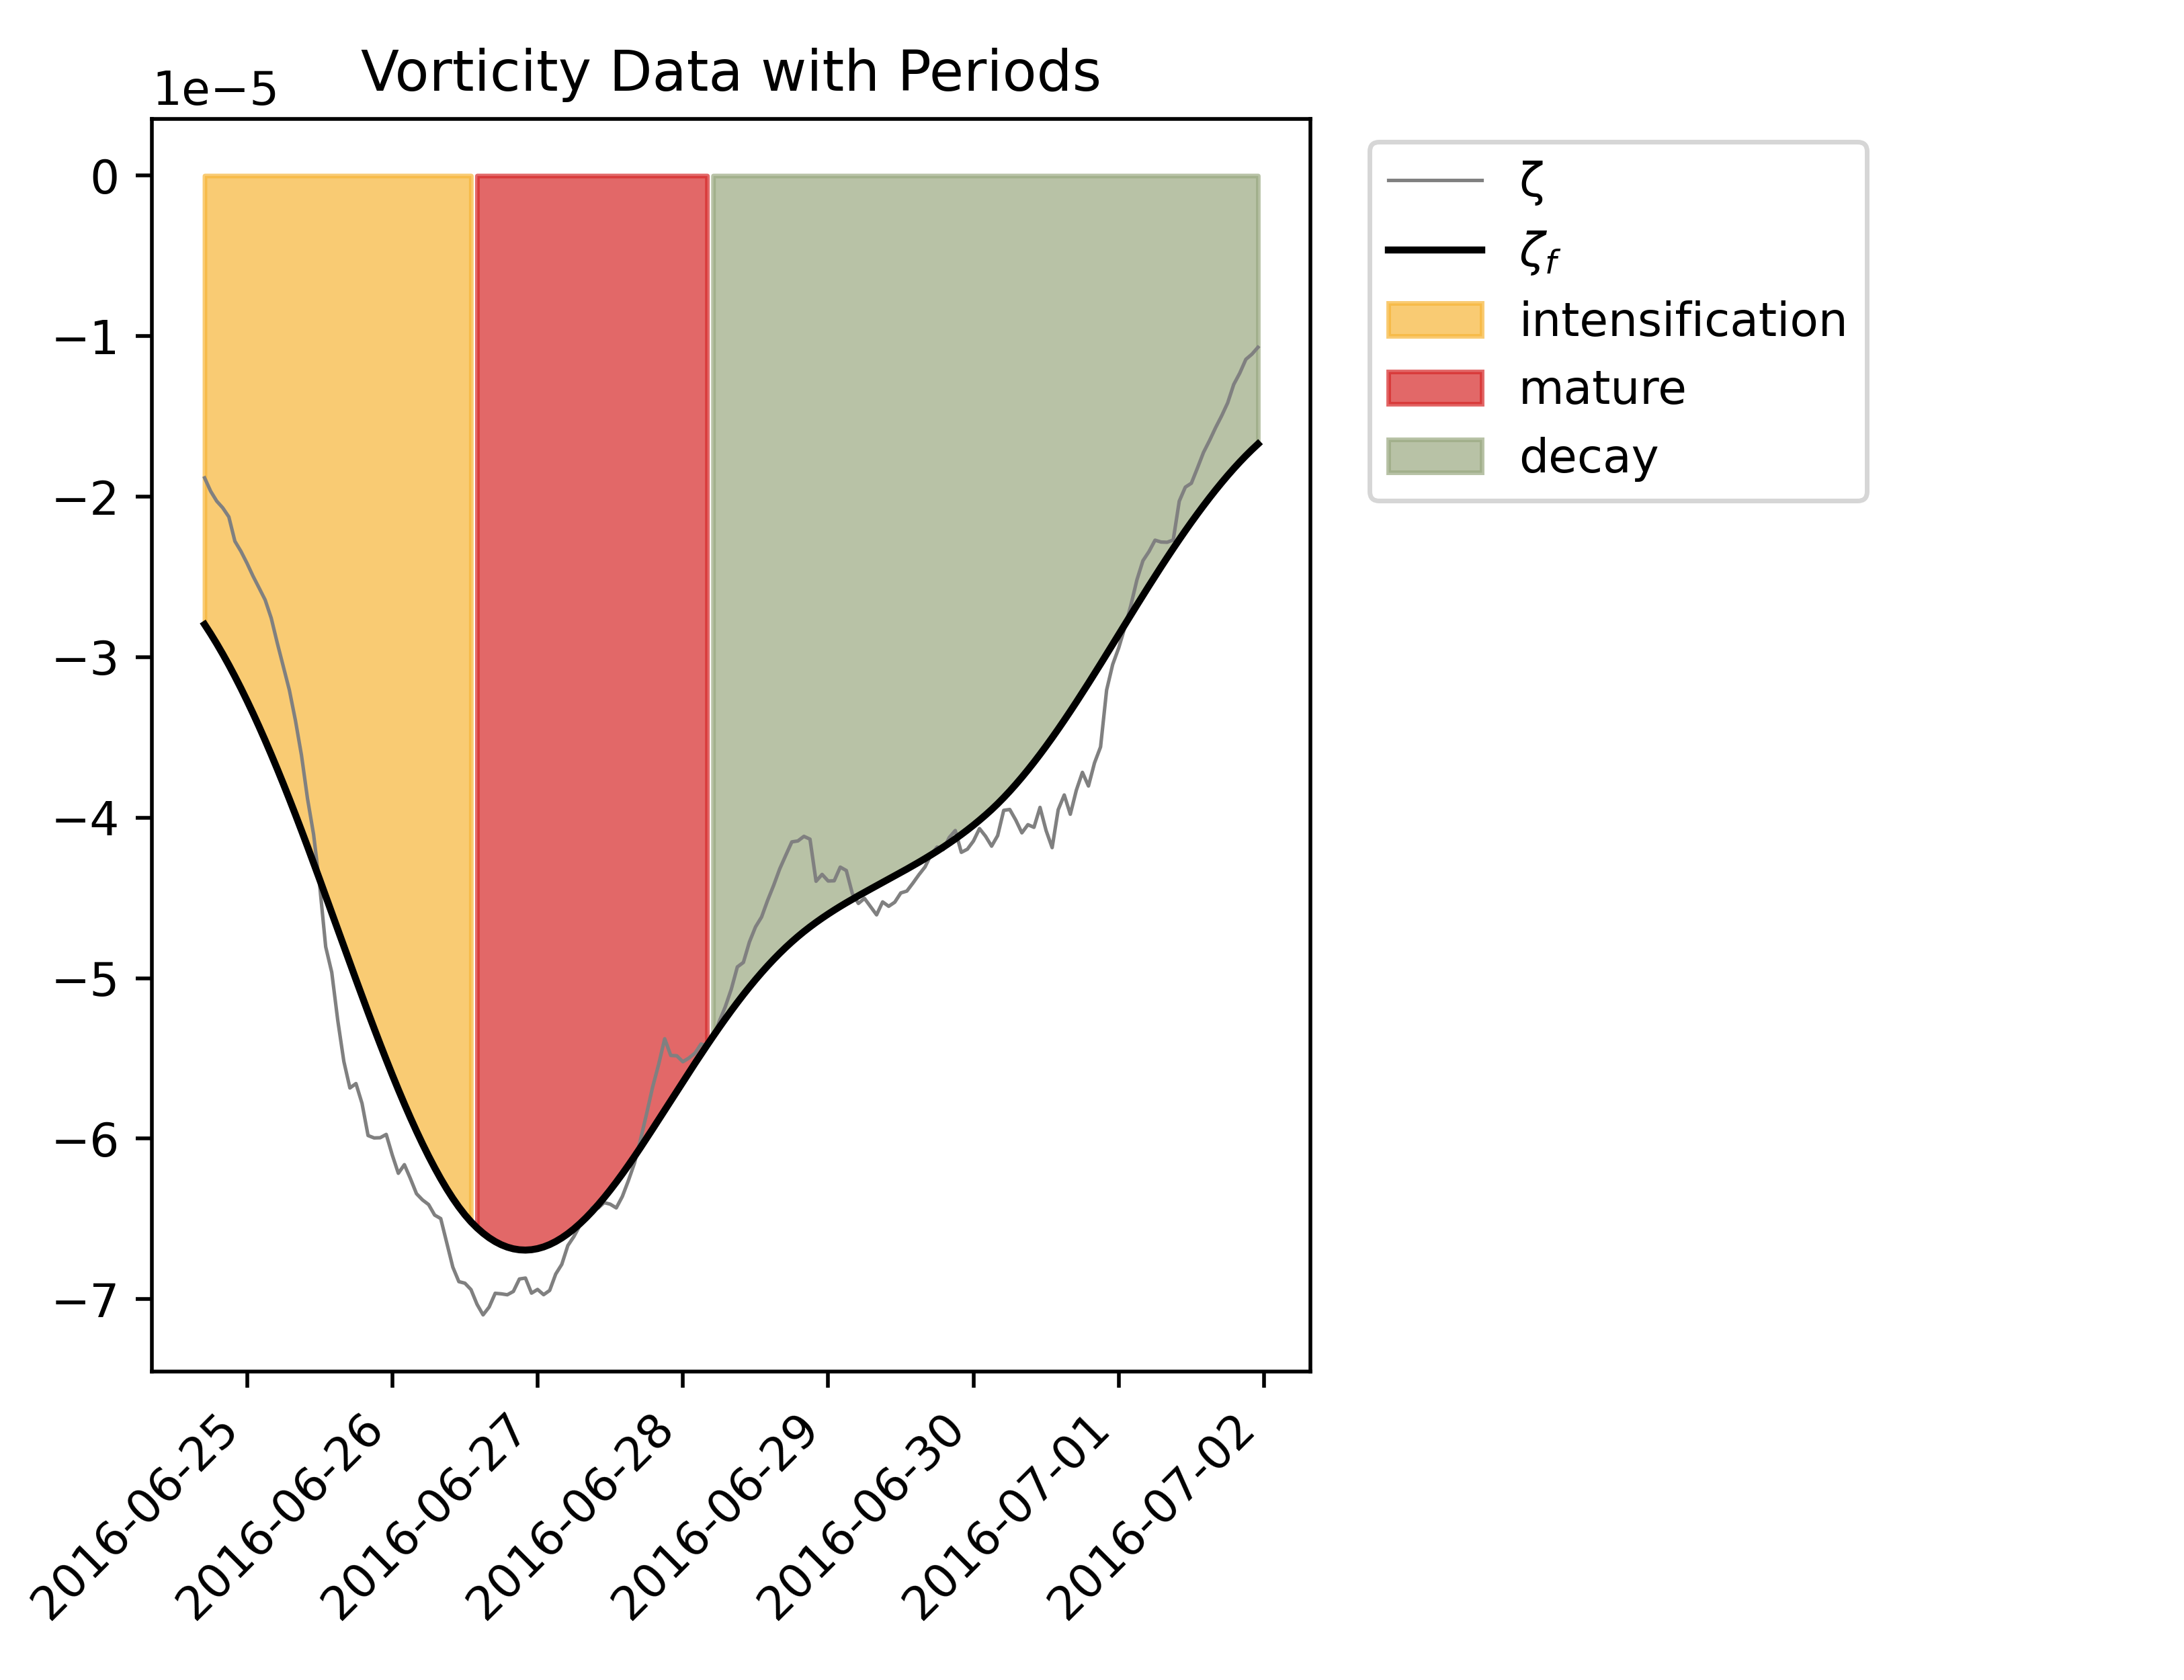 Vorticity Data with Periods
1e−5
0
−1
−2
−3
−4
−5
−6
−7
2016-06-25
2016-06-26
2016-06-27
2016-06-28
2016-06-29
2016-06-30
2016-07-01
2016-07-02
ζ
ζf
intensification
mature
decay